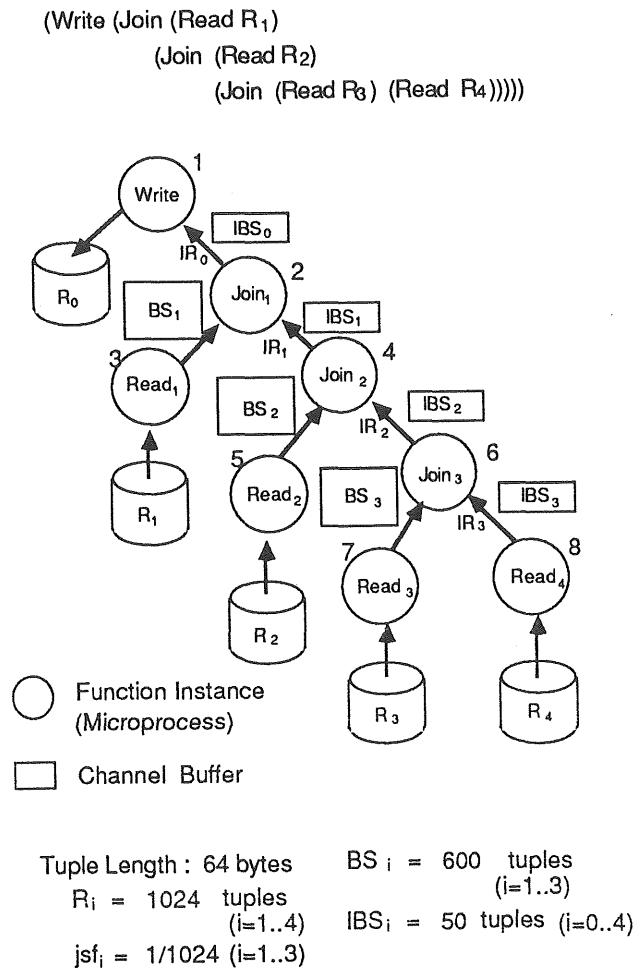 (Write (Join (Read R1)
(Join (Read R2)
(Join (Read R3) (Read R4)))))
1
Write
IBS0
IR0
R0
2
Join1
BS1
IBS1
IR1
3
Read1
4
Join2
R1
BS2
IBS2
IR2
5
Read2
6
Join3
R2
BS3
IBS3
IR3
7
Read3
8
Read4
R3
R4
Function Instance
(Microprocess)
Channel Buffer
Tuple Length : 64 bytes
Ri = 1024 tuples
(i=1..4)
jsfi = 1/1024 (i=1..3)
BSi = 600 tuples
(i=1..3)
IBSi = 50 tuples (i=0..4)